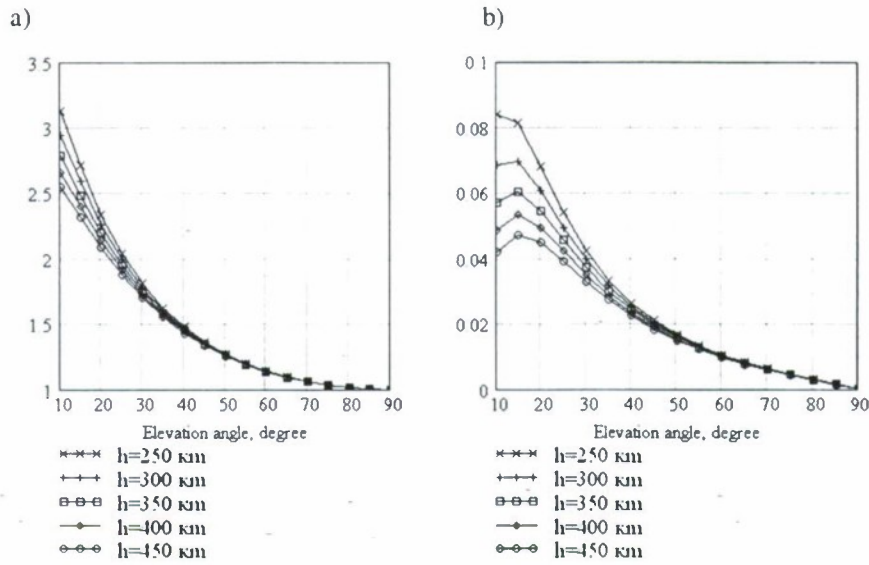 a)
b)
3.5
3
2.5
2
1.5
1
10 20 30 40 50 60 70 80 90
Elevation angle, degree
h=250 км
h=300 км
h=350 км
h=400 км
h=450 км
0 1
0 08
0 06
0 04
0 02
0
10 20 30 40 50 60 70 80 90
Elevation angle, degree
h=250 км
h=300 км
h=350 км
h=400 км
h=450 км